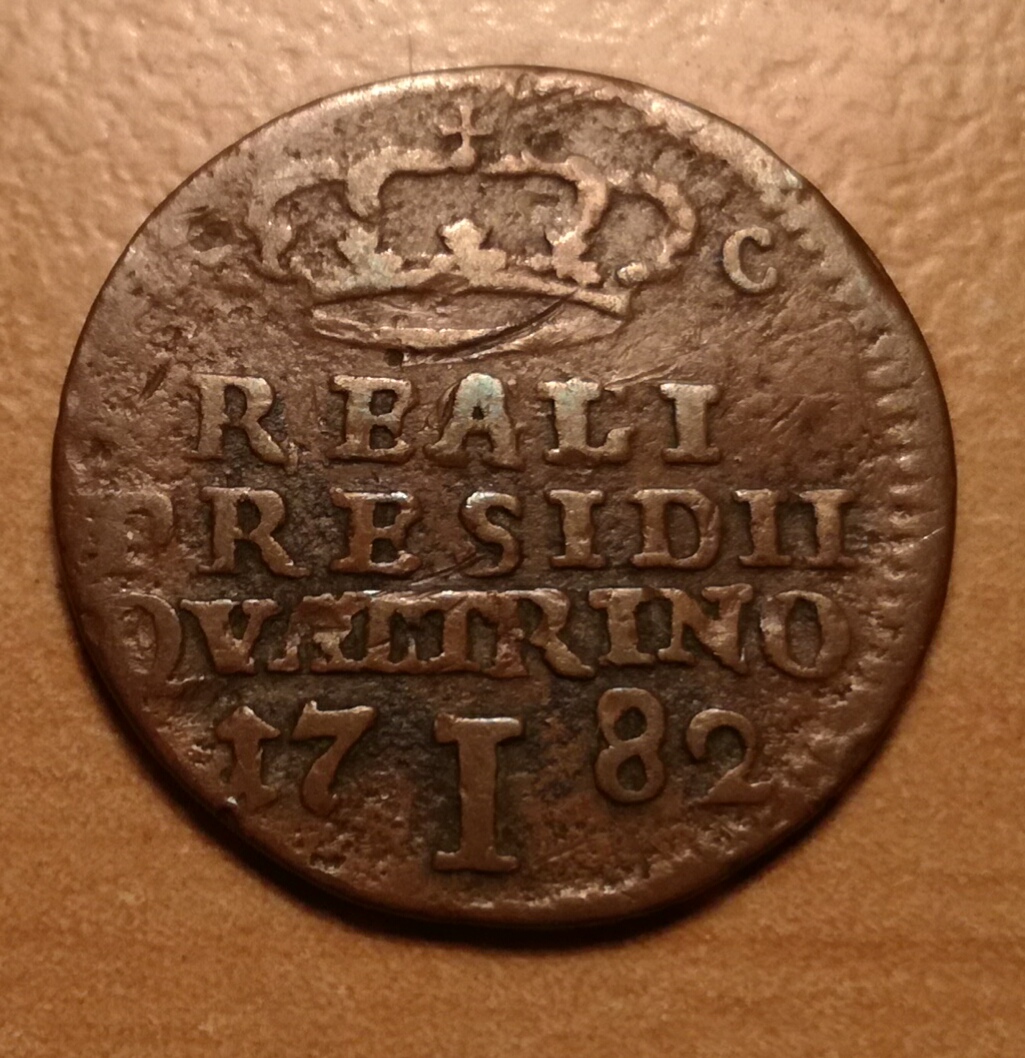 C
REALI
PRESIDII
QVATTRINO
17 I 82